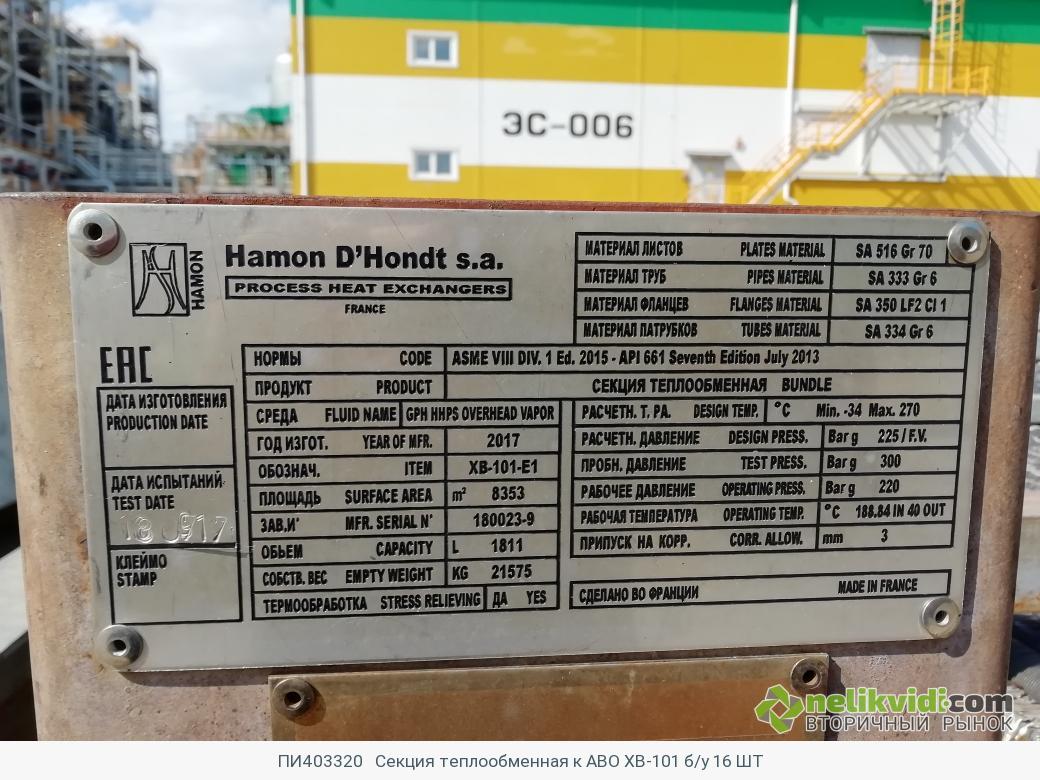 ЭС-006
HAMON
Hamon D'Hondt s.a.
PROCESS HEAT EXCHANGERS
FRANCE
МАТЕРИАЛ ЛИСТОВ PLATES MATERIAL SA 516 Gr 70
МАТЕРИАЛ ТРУБ PIPES MATERIAL SA 333 Gr 6
МАТЕРИАЛ ФЛАНЦЕВ FLANGES MATERIAL SA 350 LF2 Cl 1
МАТЕРИАЛ ПАТРУБКОВ TUBES MATERIAL SA 334 Gr 6
EAC
ДАТА ИЗГОТОВЛЕНИЯ
PRODUCTION DATE
ДАТА ИСПЫТАНИЙ
TEST DATE
КЛЕЙМО
STAMP
НОРМЫ CODE ASME VIII DIV. 1 Ed. 2015 - API 661 Seventh Edition July 2013
ПРОДУКТ PRODUCT СЕКЦИЯ ТЕПЛООБМЕННАЯ BUNDLE
СРЕДА FLUID NAME GPH HHPS OVERHEAD VAPOR
ГОД ИЗГОТ. YEAR OF MFR. 2017
ОБОЗНАЧ. ITEM XB-101-E1
ПЛОЩАДЬ SURFACE AREA m² 8353
ЗАВ.И' MFR. SERIAL N' 180023-9
ОБЬЕМ CAPACITY L 1811
СОБСТВ. ВЕС EMPTY WEIGHT KG 21575
ТЕРМООБРАБОТКА STRESS RELIEVING ДА YES
РАСЧЕТН. Т. РА. DESIGN TEMP. °C Min. -34 Max. 270
РАСЧЕТН. ДАВЛЕНИЕ DESIGN PRESS. Bar g 225 / F.V.
ПРОБН. ДАВЛЕНИЕ TEST PRESS. Bar g 300
РАБОЧЕЕ ДАВЛЕНИЕ OPERATING PRESS. Bar g 220
РАБОЧАЯ ТЕМПЕРАТУРА OPERATING TEMP. °C 188.84 IN 40 OUT
ПРИПУСК НА КОРР. CORR. ALLOW. mm 3
СДЕЛАНО ВО ФРАНЦИИ MADE IN FRANCE
nelikvidi.com
ВТОРИЧНЫЙ РЫНОК
ПИ403320 Секция теплообменная к АВО ХВ-101 б/у 16 ШТ